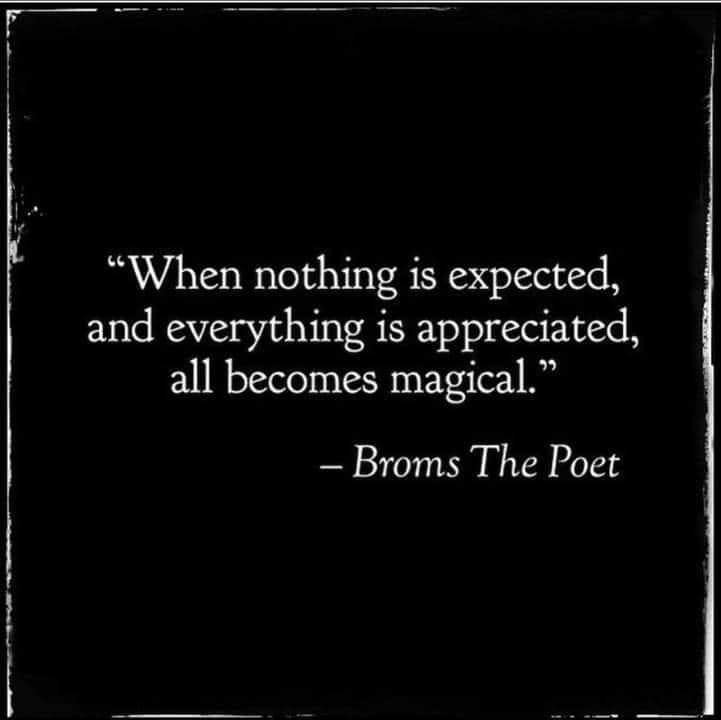 “When nothing is expected,
and everything is appreciated,
all becomes magical.”
– Broms The Poet